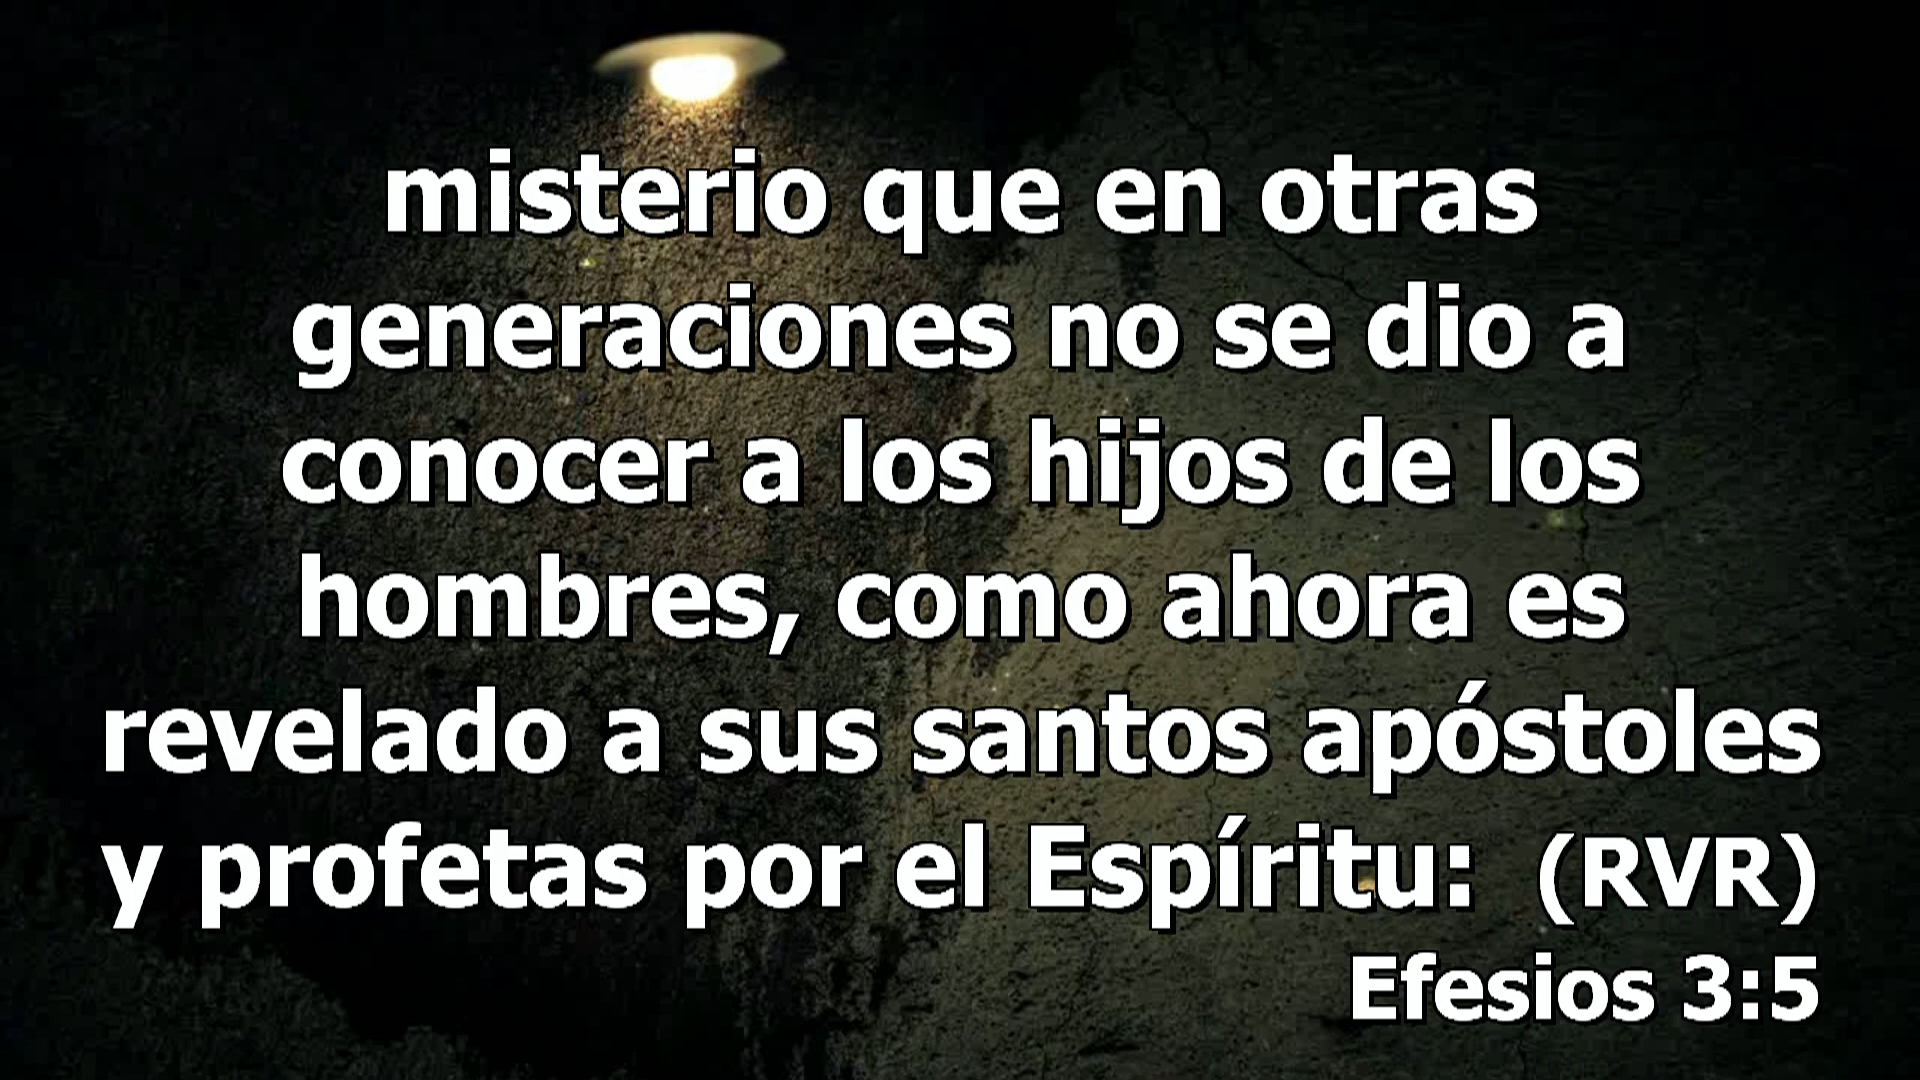 misterio que en otras
generaciones no se dio a
conocer a los hijos de los
hombres, como ahora es
revelado a sus santos apóstoles
y profetas por el Espíritu:  (RVR)
Efesios 3:5